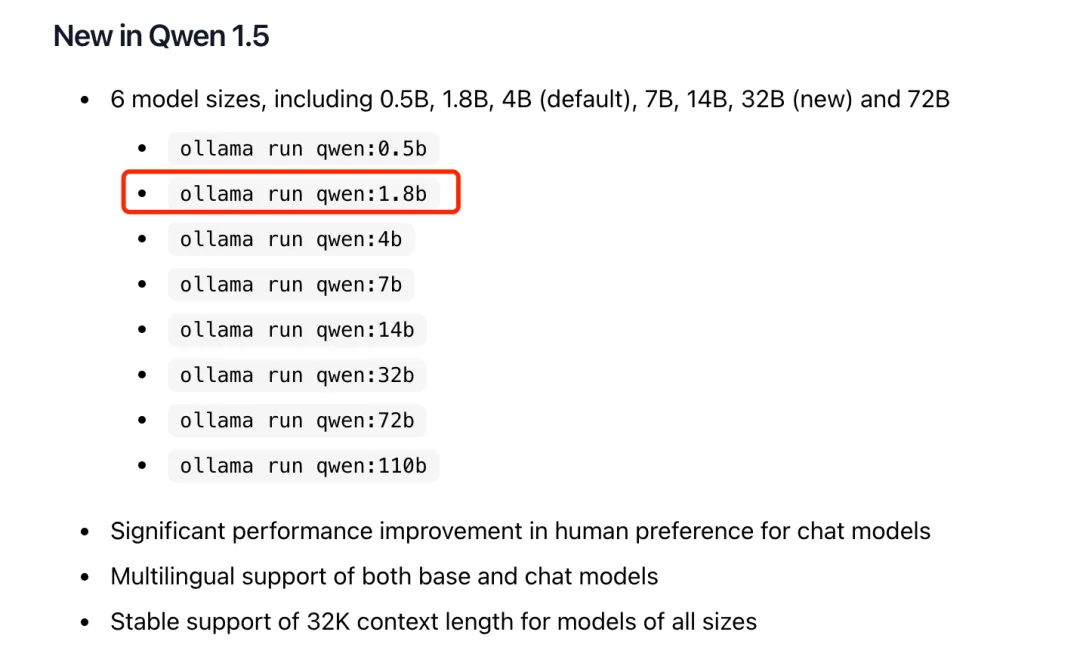 New in Qwen 1.5
• 6 model sizes, including 0.5B, 1.8B, 4B (default), 7B, 14B, 32B (new) and 72B
• ollama run qwen:0.5b
• ollama run qwen:1.8b
• ollama run qwen:4b
• ollama run qwen:7b
• ollama run qwen:14b
• ollama run qwen:32b
• ollama run qwen:72b
• ollama run qwen:110b
• Significant performance improvement in human preference for chat models
• Multilingual support of both base and chat models
• Stable support of 32K context length for models of all sizes